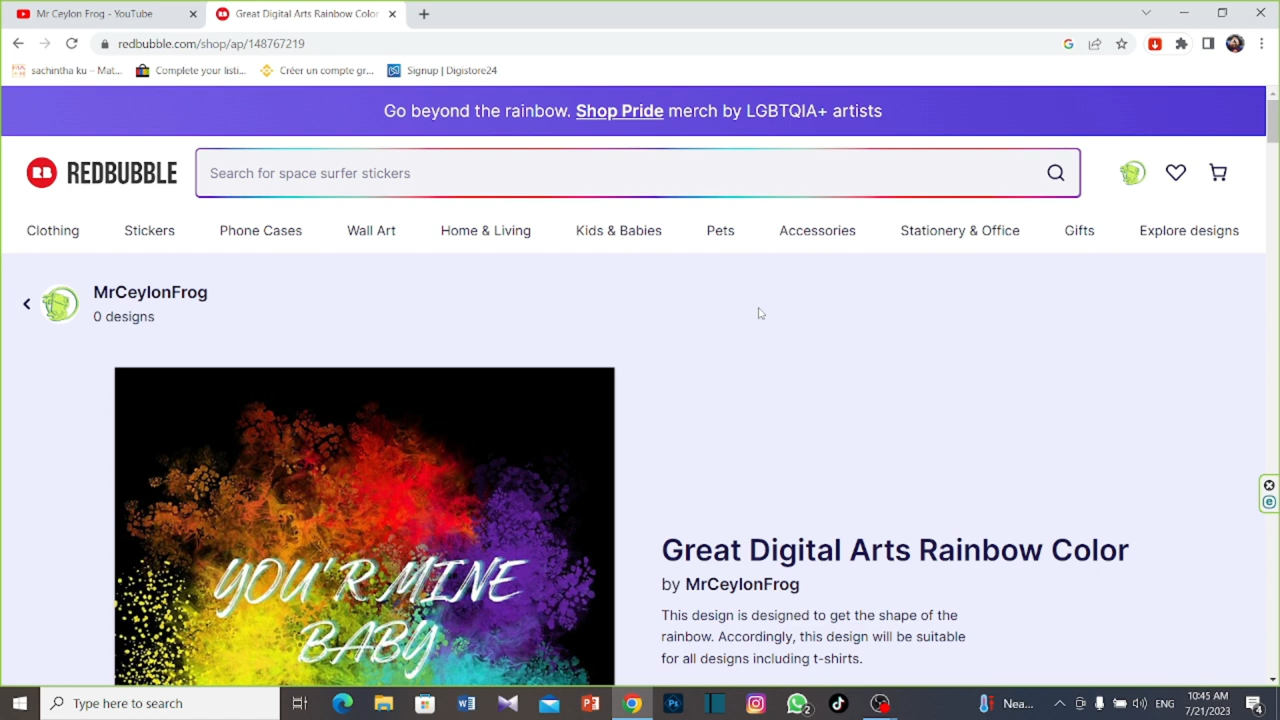 Mr Ceylon Frog - YouTube
Great Digital Arts Rainbow Color
redbubble.com/shop/ap/148767219
sachintha ku – Mat...
Complete your listi...
Créer un compte gr...
Signup | Digistore24
Go beyond the rainbow. Shop Pride merch by LGBTQIA+ artists
RB REDBUBBLE
Search for space surfer stickers
Clothing
Stickers
Phone Cases
Wall Art
Home & Living
Kids & Babies
Pets
Accessories
Stationery & Office
Gifts
Explore designs
MrCeylonFrog
0 designs
YOU'R MINE
BABY
Great Digital Arts Rainbow Color
by MrCeylonFrog
This design is designed to get the shape of the
rainbow. Accordingly, this design will be suitable
for all designs including t-shirts.
Type here to search
2
Nea...
10:45 AM
7/21/2023
4